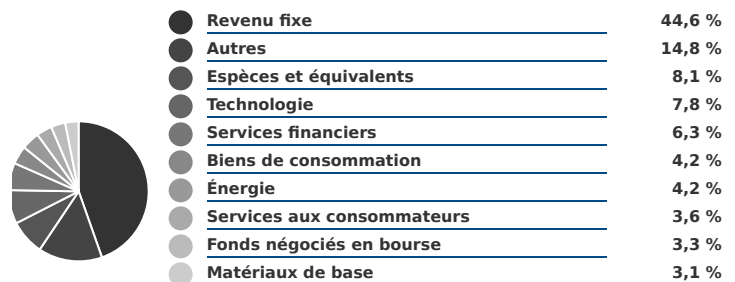 Revenu fixe 44,6 %
Autres 14,8 %
Espèces et équivalents 8,1 %
Technologie 7,8 %
Services financiers 6,3 %
Biens de consommation 4,2 %
Énergie 4,2 %
Services aux consommateurs 3,6 %
Fonds négociés en bourse 3,3 %
Matériaux de base 3,1 %